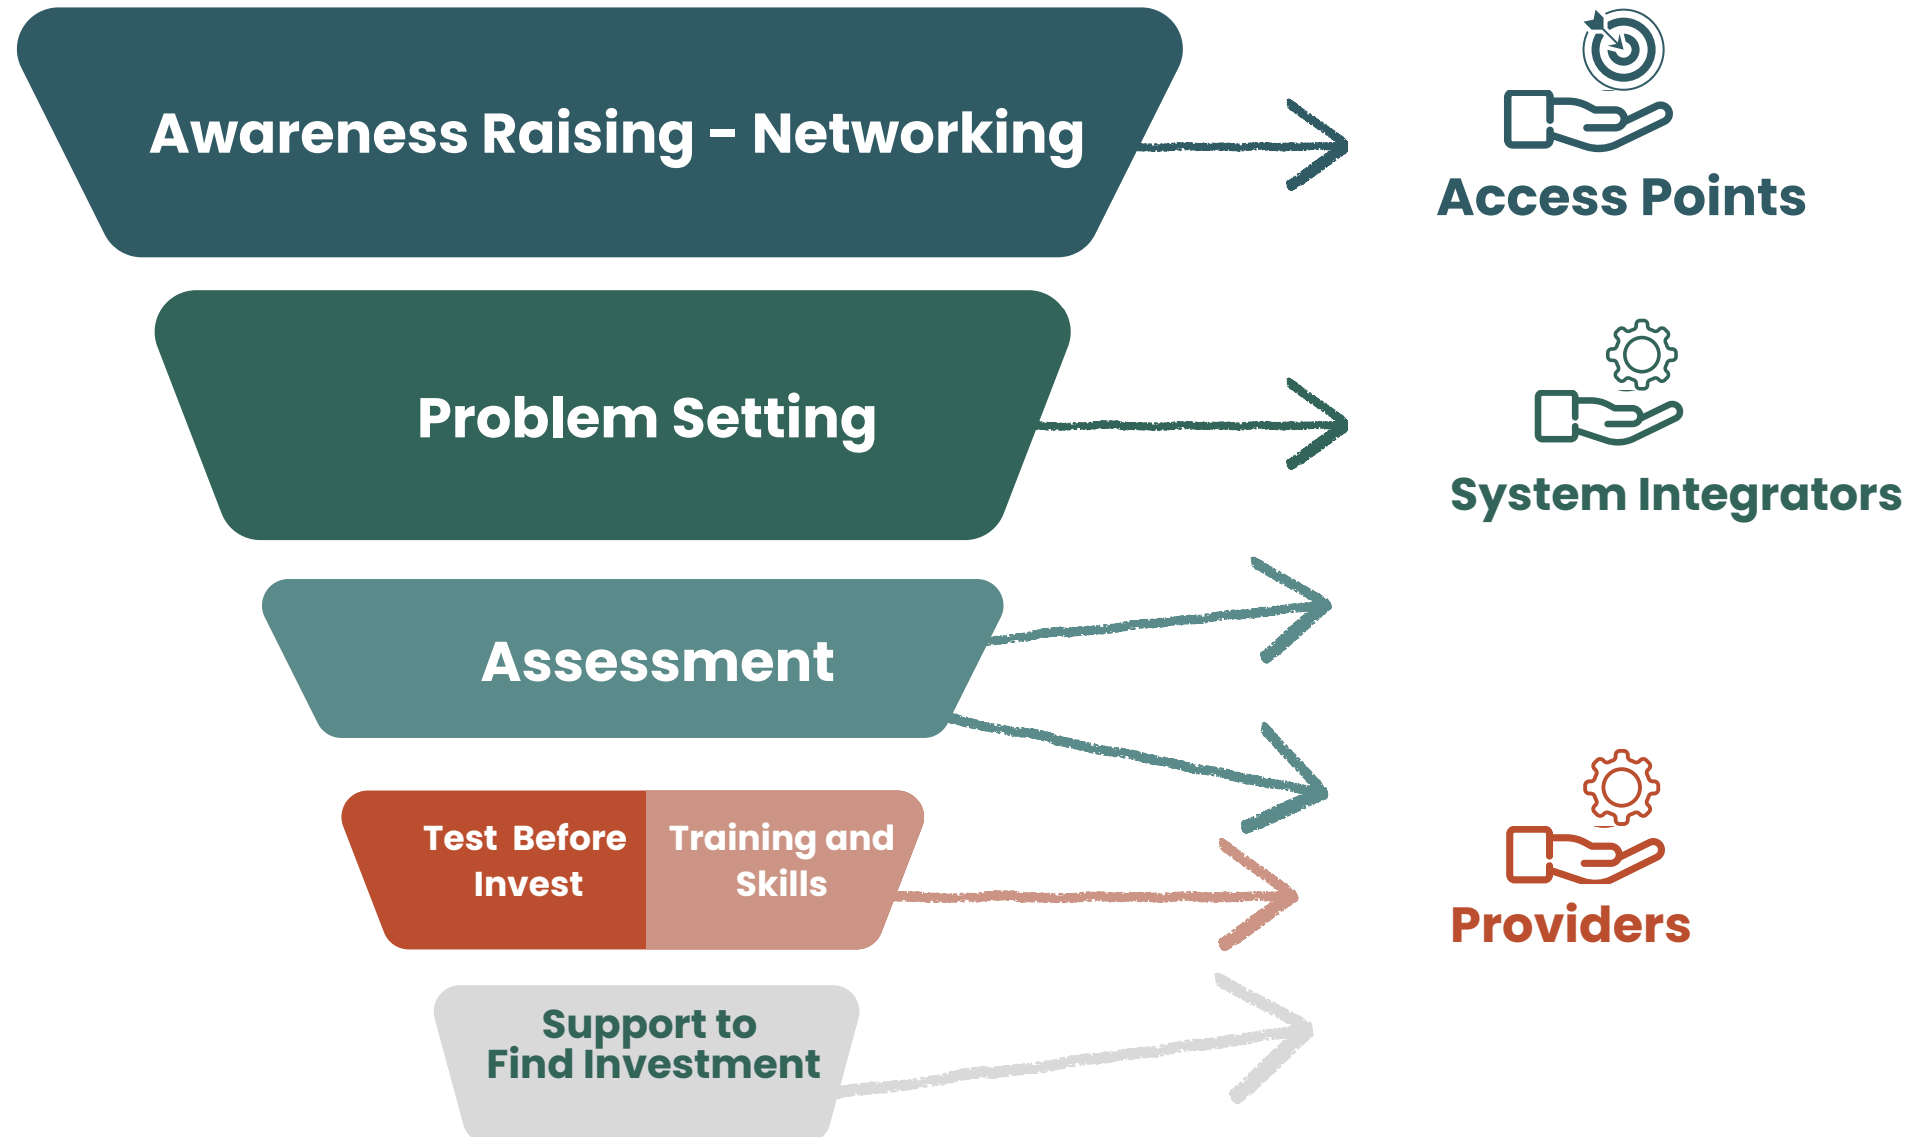 Awareness Raising - Networking
Access Points
Problem Setting
System Integrators
Assessment
Test Before
Invest
Training and
Skills
Providers
Support to
Find Investment